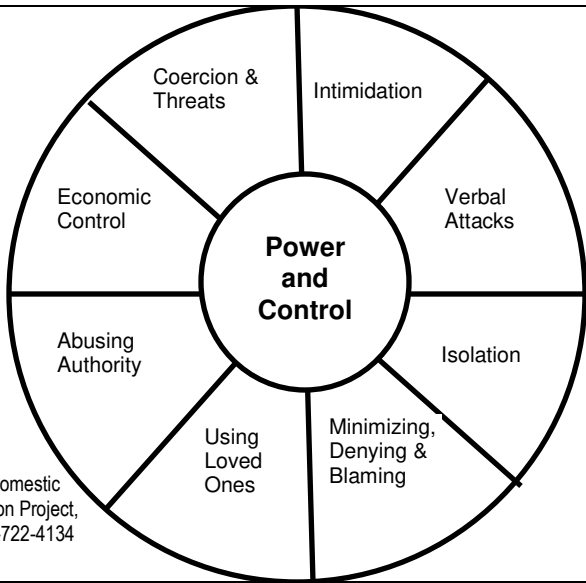 Coercion &
Threats
Intimidation
Verbal
Attacks
Isolation
Minimizing,
Denying &
Blaming
Using
Loved
Ones
Abusing
Authority
Economic
Control
Power
and
Control
omestic
on Project,
-722-4134